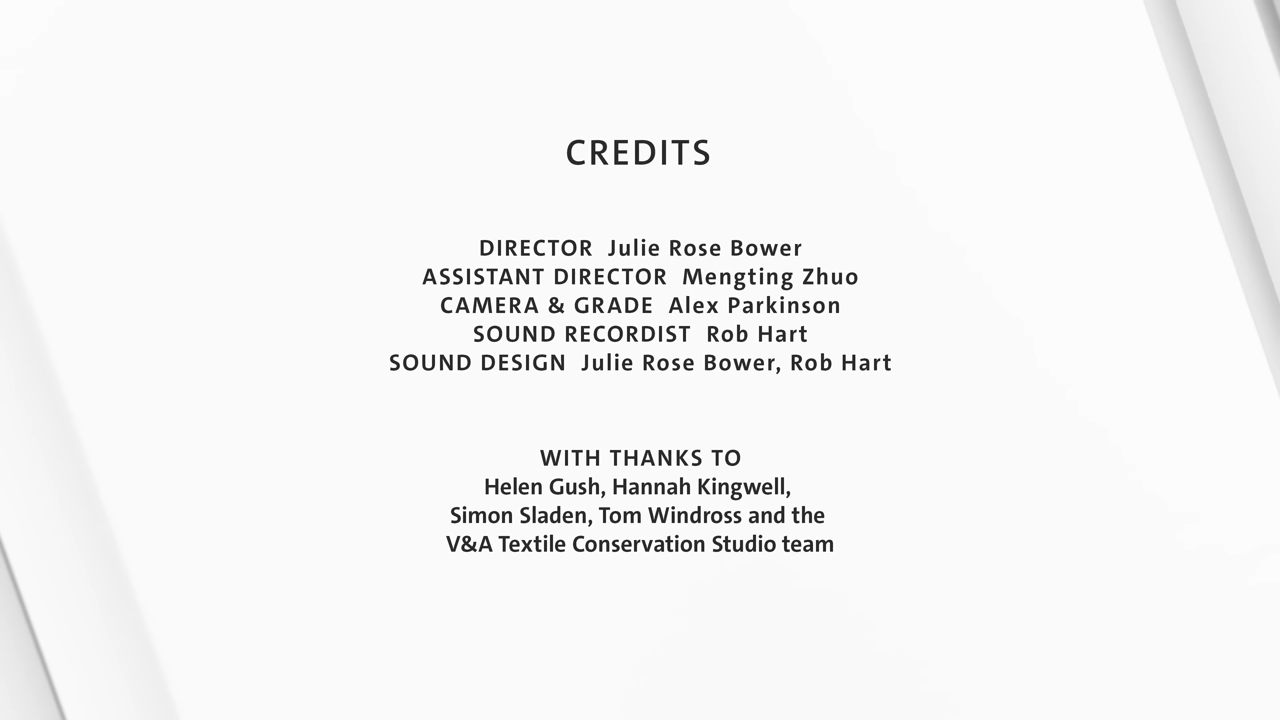 CREDITS
DIRECTOR Julie Rose Bower
ASSISTANT DIRECTOR Mengting Zhuo
CAMERA & GRADE Alex Parkinson
SOUND RECORDIST Rob Hart
SOUND DESIGN Julie Rose Bower, Rob Hart
WITH THANKS TO
Helen Gush, Hannah Kingwell,
Simon Sladen, Tom Windross and the
V&A Textile Conservation Studio team